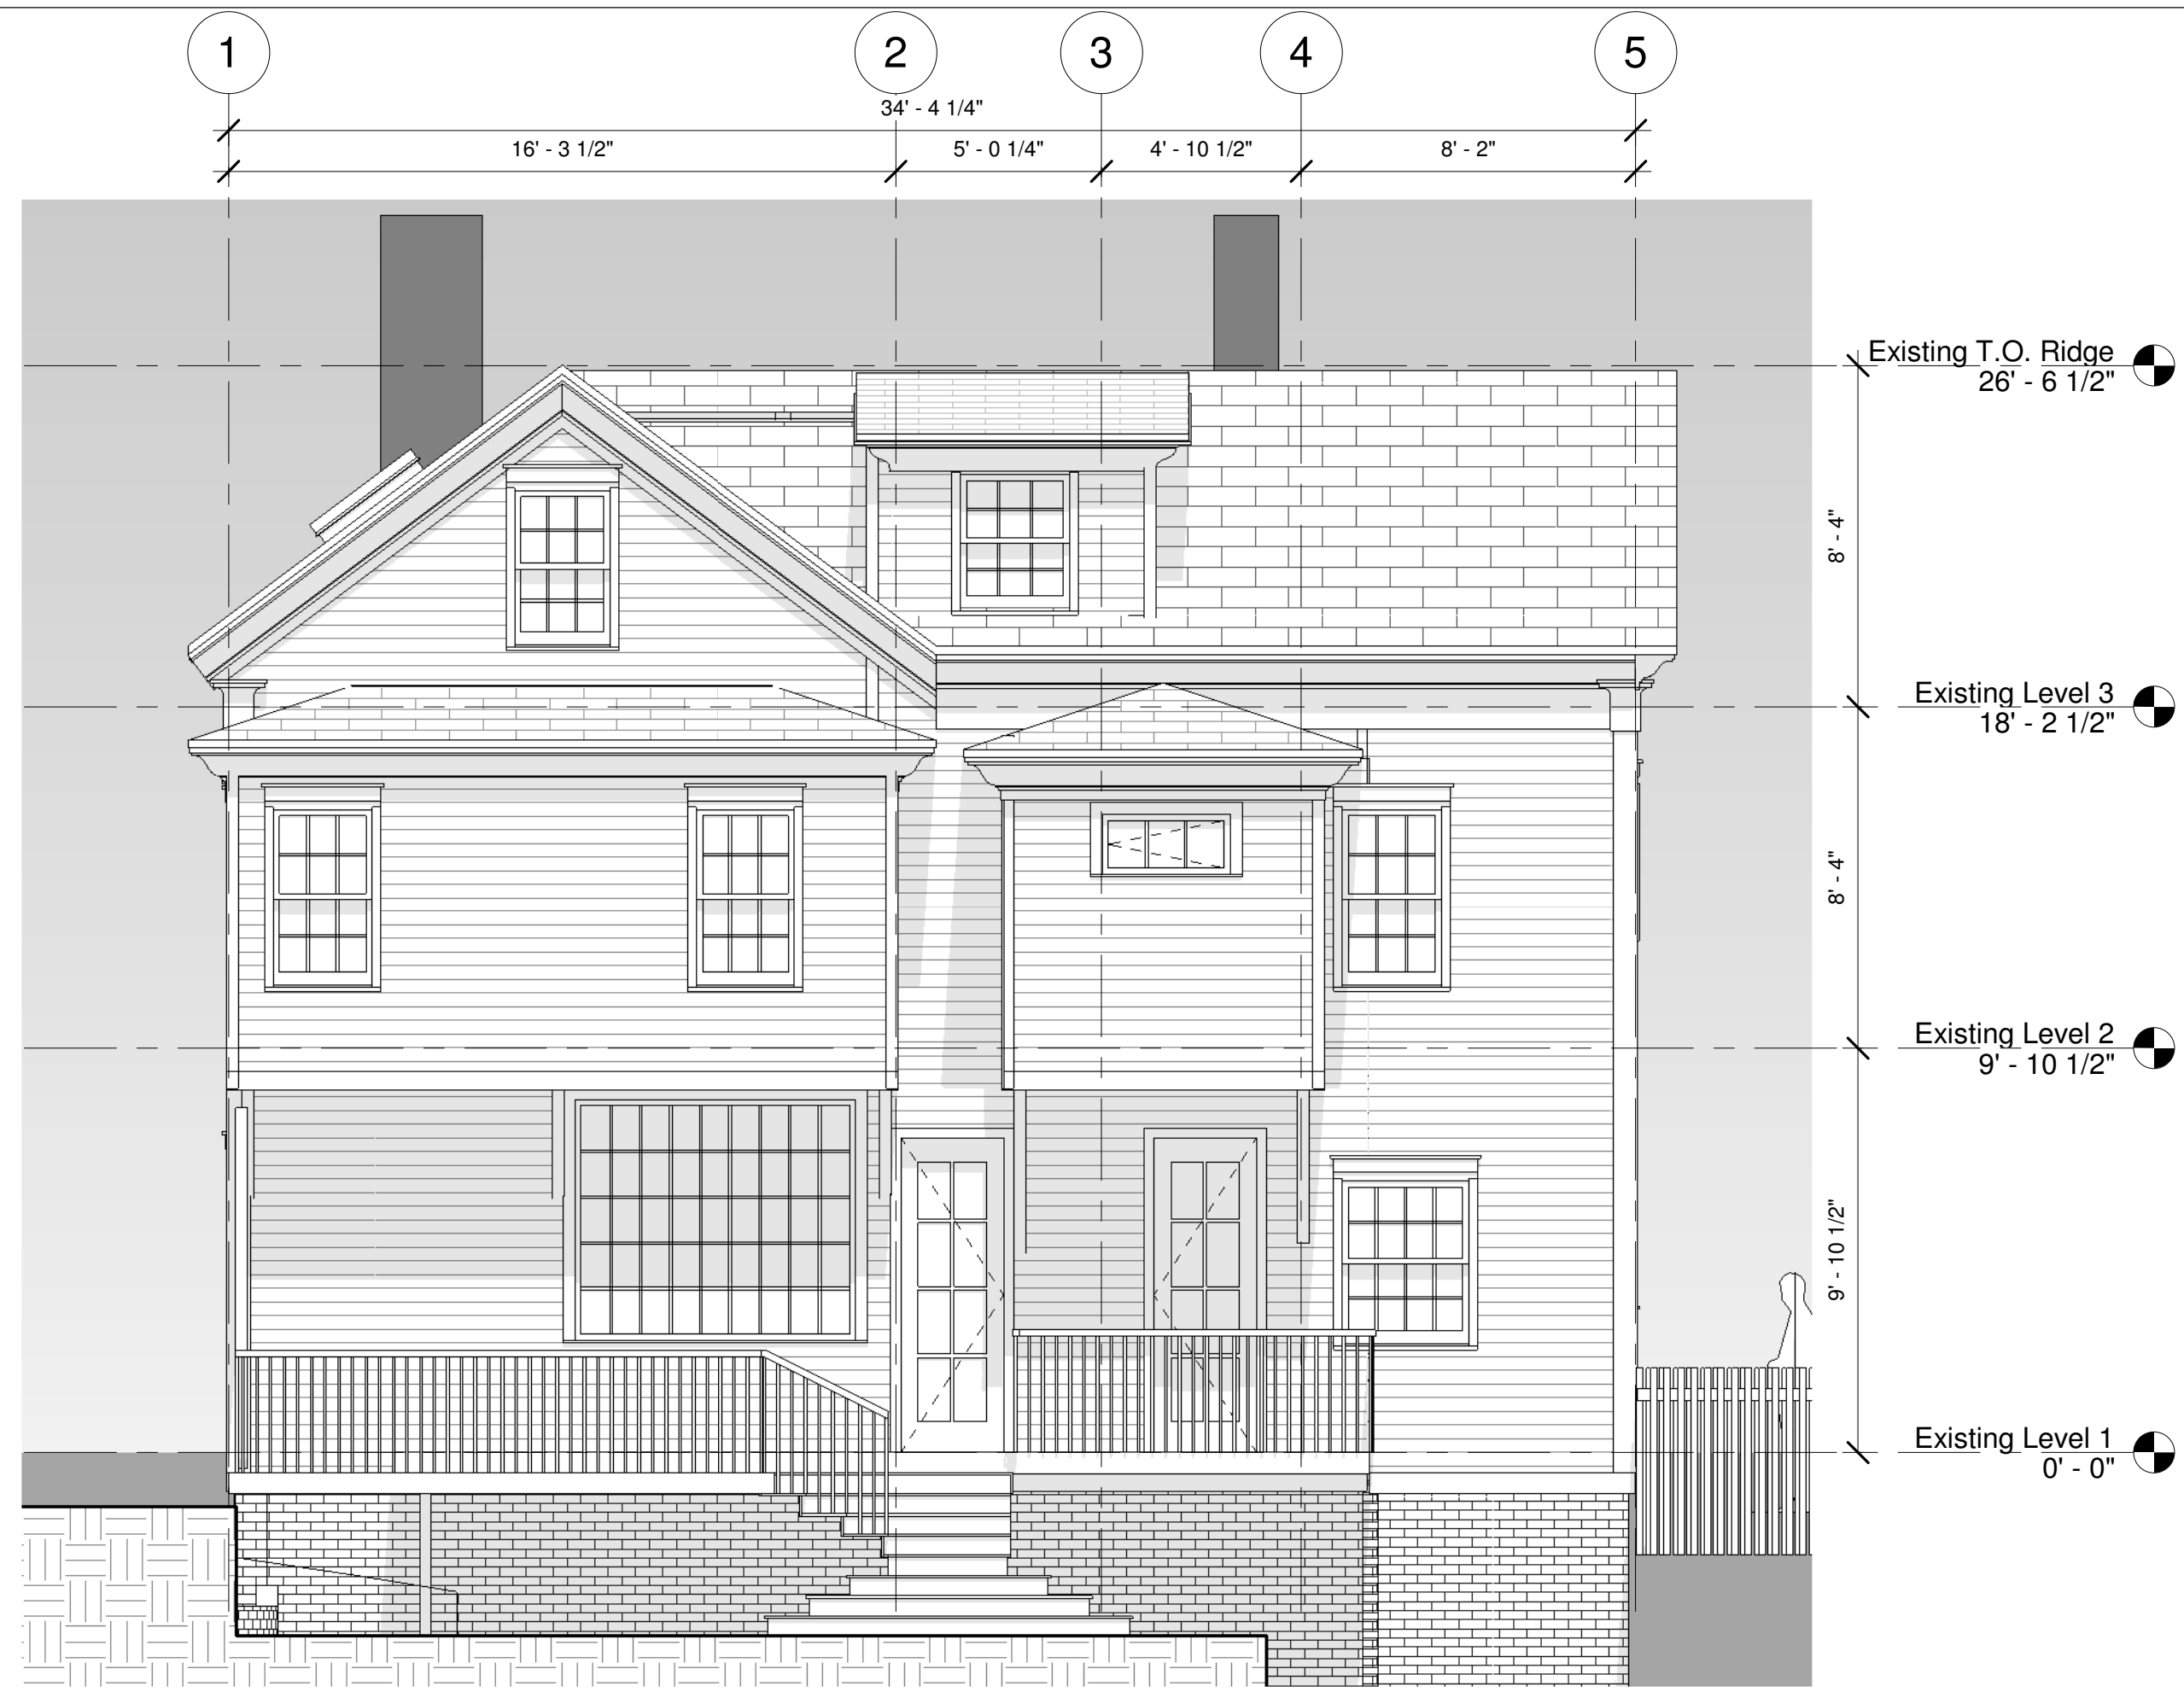 1 2 3 4 5
34' - 4 1/4"
16' - 3 1/2" 5' - 0 1/4" 4' - 10 1/2" 8' - 2"
Existing T.O. Ridge
26' - 6 1/2"
8' - 4"
Existing Level 3
18' - 2 1/2"
8' - 4"
Existing Level 2
9' - 10 1/2"
9' - 10 1/2"
Existing Level 1
0' - 0"